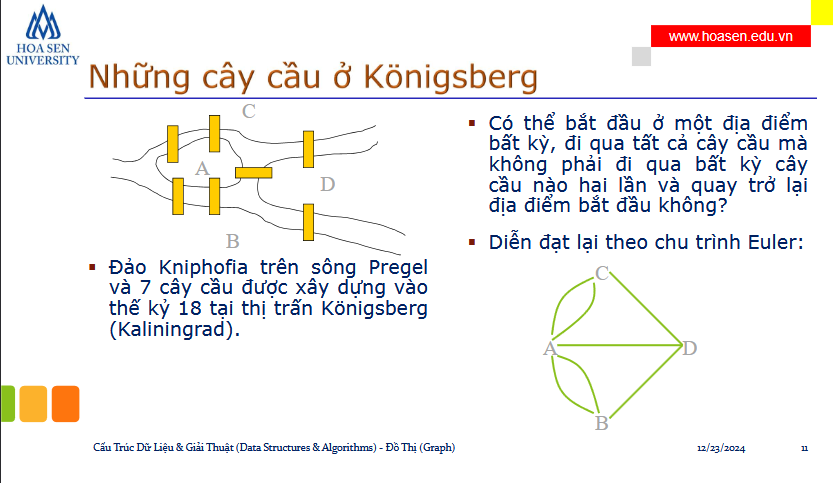 HOA SEN
UNIVERSITY
www.hoasen.edu.vn
Những cây cầu ở Königsberg
C
A
D
B
▪ Đảo Kniphofia trên sông Pregel
và 7 cây cầu được xây dựng vào
thế kỷ 18 tại thị trấn Königsberg
(Kaliningrad).
▪ Có thể bắt đầu ở một địa điểm
bất kỳ, đi qua tất cả cây cầu mà
không phải đi qua bất kỳ cây
cầu nào hai lần và quay trở lại
địa điểm bắt đầu không?
▪ Diễn đạt lại theo chu trình Euler:
C
A
D
B
Cấu Trúc Dữ Liệu & Giải Thuật (Data Structures & Algorithms) - Đồ Thị (Graph)
12/23/2024
11